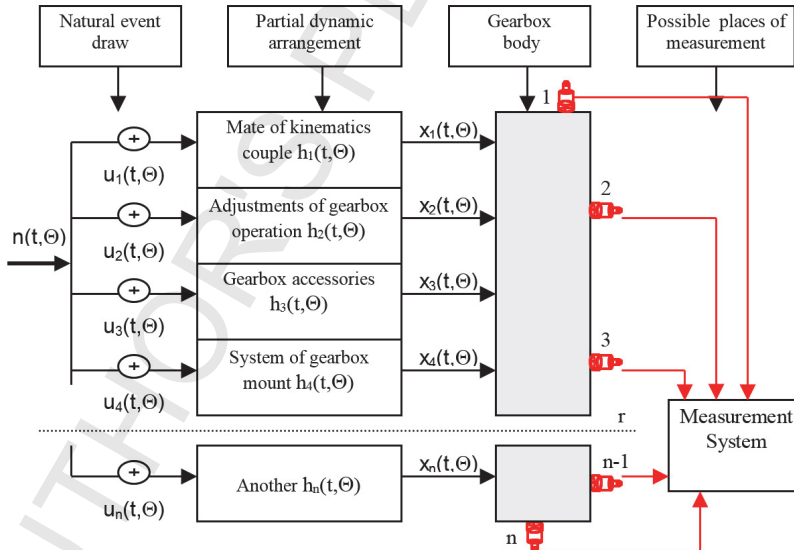 Natural event
draw
Partial dynamic
arrangement
Gearbox
body
Possible places of
measurement
1
Mate of kinematics
couple h1(t,Θ)
+
x1(t,Θ)
u1(t,Θ)
2
Adjustments of gearbox
operation h2(t,Θ)
+
x2(t,Θ)
n(t,Θ)
u2(t,Θ)
Gearbox accessories
h3(t,Θ)
+
x3(t,Θ)
u3(t,Θ)
3
System of gearbox
mount h4(t,Θ)
+
x4(t,Θ)
u4(t,Θ)
r
Measurement
System
Another hn(t,Θ)
+
xn(t,Θ)
n-1
un(t,Θ)
n
THOR'S P